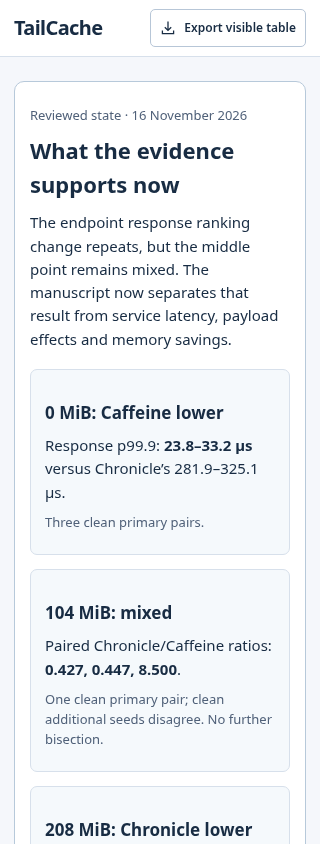 TailCache
Export visible table
Reviewed state · 16 November 2026
What the evidence
supports now
The endpoint response ranking
change repeats, but the middle
point remains mixed. The
manuscript now separates that
result from service latency, payload
effects and memory savings.
0 MiB: Caffeine lower
Response p99.9: 23.8–33.2 µs
versus Chronicle’s 281.9–325.1
µs.
Three clean primary pairs.
104 MiB: mixed
Paired Chronicle/Caffeine ratios:
0.427, 0.447, 8.500.
One clean primary pair; clean
additional seeds disagree. No further
bisection.
208 MiB: Chronicle lower